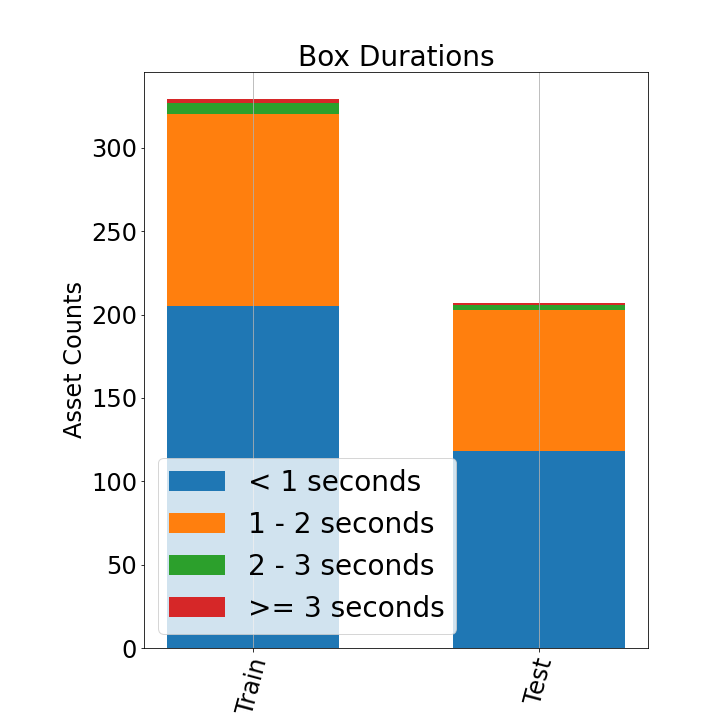 Box Durations
Asset Counts
300
250
200
150
100
50
0
< 1 seconds
1 - 2 seconds
2 - 3 seconds
>= 3 seconds
Train
Test